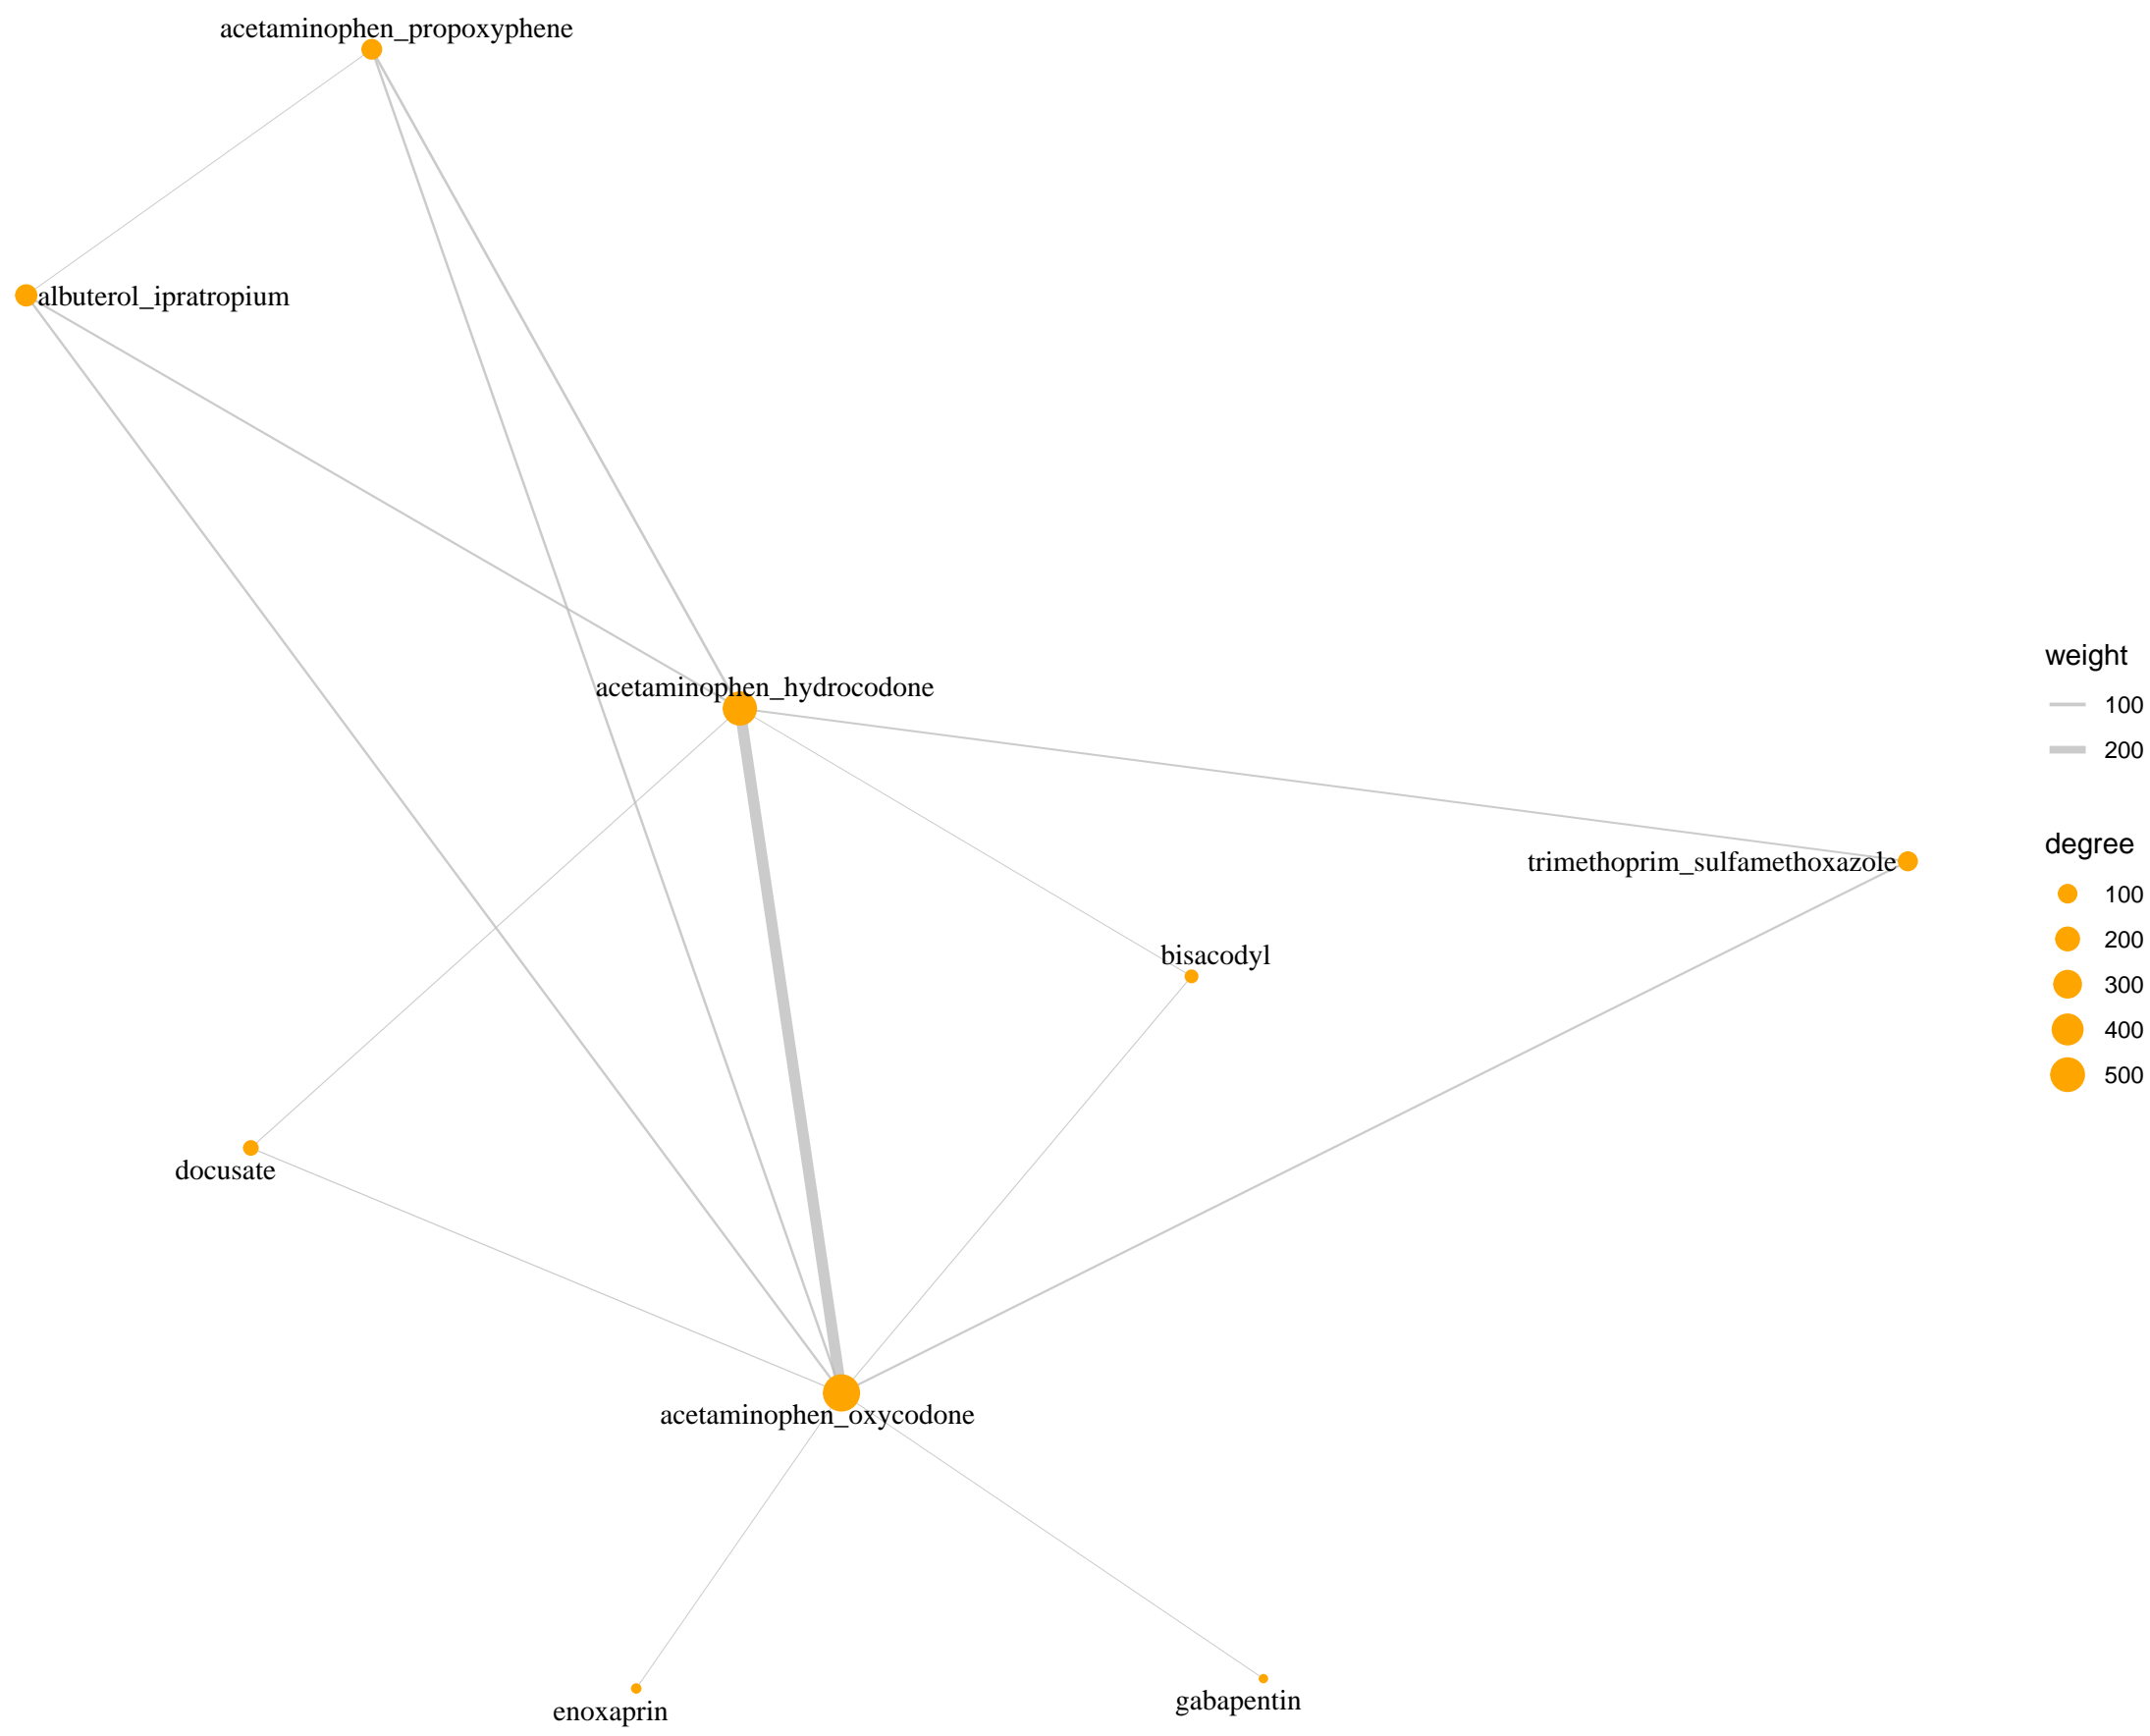 acetaminophen_propoxyphene
albuterol_ipratropium
acetaminophen_hydrocodone
trimethoprim_sulfamethoxazole
bisacodyl
docusate
acetaminophen_oxycodone
enoxaprin
gabapentin
weight
100
200
degree
100
200
300
400
500